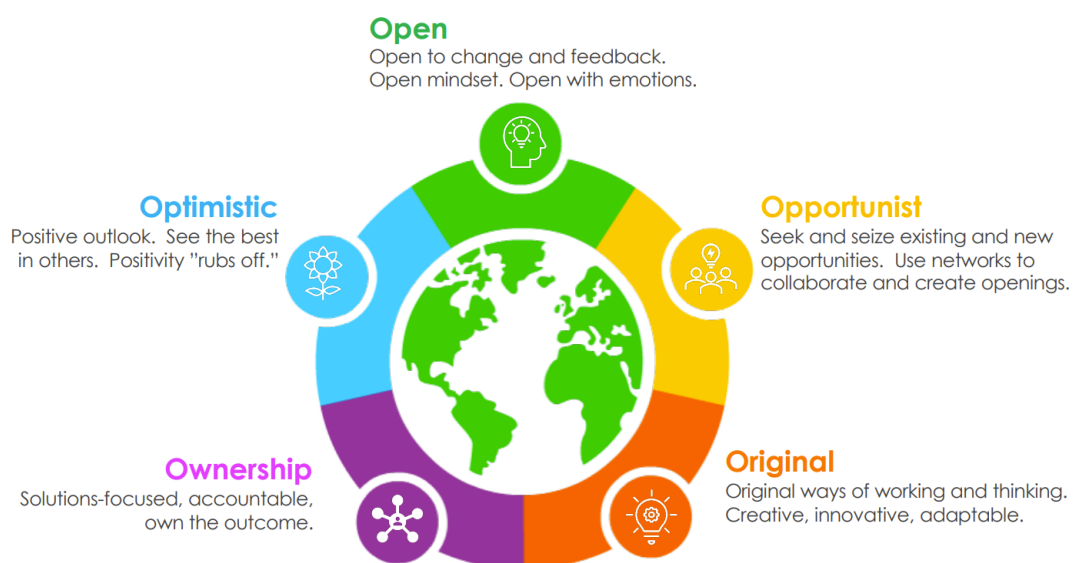 Open
Open to change and feedback.
Open mindset. Open with emotions.
Optimistic
Positive outlook.  See the best
in others.  Positivity ”rubs off.”
Opportunist
Seek and seize existing and new
opportunities.  Use networks to
collaborate and create openings.
Ownership
Solutions-focused, accountable,
own the outcome.
Original
Original ways of working and thinking.
Creative, innovative, adaptable.